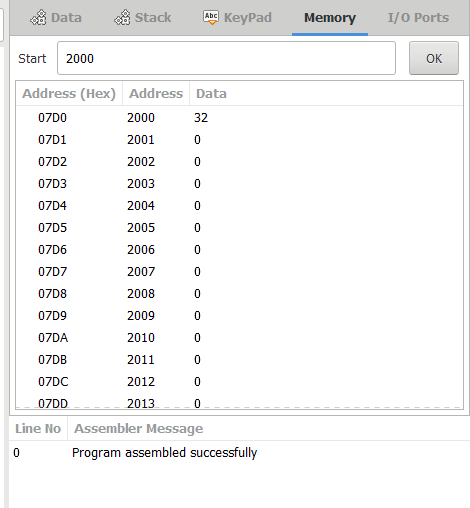 Data Stack Abc KeyPad Memory I/O Ports
Start 2000 OK
Address (Hex) Address Data
07D0 2000 32
07D1 2001 0
07D2 2002 0
07D3 2003 0
07D4 2004 0
07D5 2005 0
07D6 2006 0
07D7 2007 0
07D8 2008 0
07D9 2009 0
07DA 2010 0
07DB 2011 0
07DC 2012 0
07DD 2013 0
Line No Assembler Message
0 Program assembled successfully